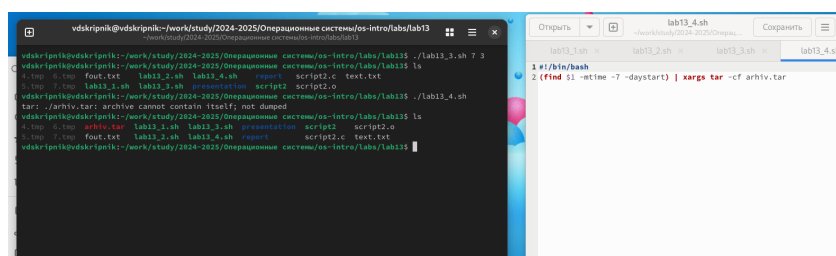 vdskripnik@vdskripnik:~/work/study/2024-2025/Операционные системы/os-intro/labs/lab13
~/work/study/2024-2025/Операционные системы/os-intro/labs/lab13
vdskripnik@vdskripnik:~/work/study/2024-2025/Операционные системы/os-intro/labs/lab13$ ./lab13_3.sh 7 3
vdskripnik@vdskripnik:~/work/study/2024-2025/Операционные системы/os-intro/labs/lab13$ ls
4.tmp 6.tmp fout.txt lab13_2.sh lab13_4.sh report script2.c text.txt
5.tmp 7.tmp lab13_1.sh lab13_3.sh presentation script2 script2.o
vdskripnik@vdskripnik:~/work/study/2024-2025/Операционные системы/os-intro/labs/lab13$ ./lab13_4.sh
tar: ./arhiv.tar: archive cannot contain itself; not dumped
vdskripnik@vdskripnik:~/work/study/2024-2025/Операционные системы/os-intro/labs/lab13$ ls
4.tmp 6.tmp arhiv.tar lab13_1.sh lab13_3.sh presentation script2 script2.o
5.tmp 7.tmp fout.txt lab13_2.sh lab13_4.sh report script2.c text.txt
vdskripnik@vdskripnik:~/work/study/2024-2025/Операционные системы/os-intro/labs/lab13$
Открыть
lab13_4.sh
~/work/study/2024-2025/Операц...
Сохранить
lab13_1.sh × lab13_2.sh × lab13_3.sh × lab13_4.s
1 #!/bin/bash
2 (find $1 -mtime -7 -daystart) | xargs tar -cf arhiv.tar